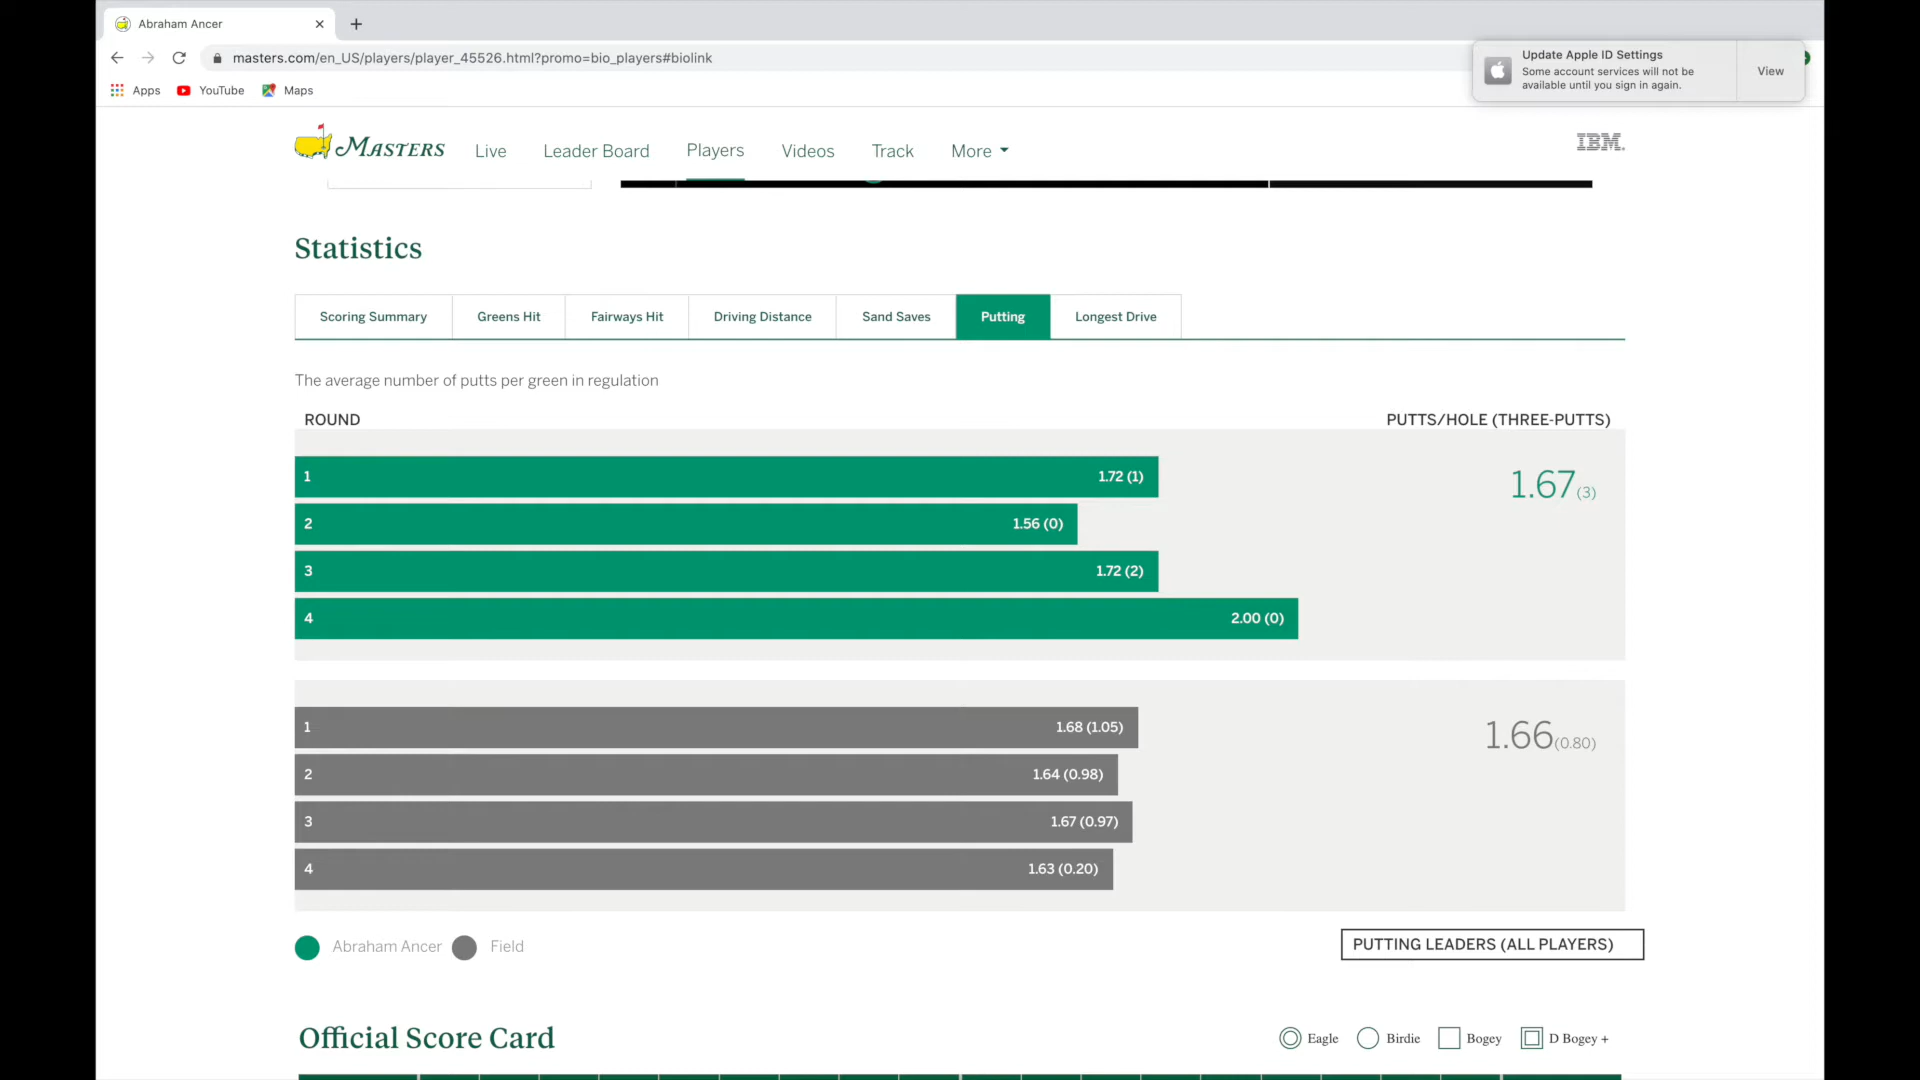 Abraham Ancer
masters.com/en_US/players/player_45526.html?promo=bio_players#biolink
Apps YouTube Maps
Update Apple ID Settings
Some account services will not be
available until you sign in again.
View
MASTERS Live Leader Board Players Videos Track More
IBM
Statistics
Scoring Summary Greens Hit Fairways Hit Driving Distance Sand Saves Putting Longest Drive
The average number of putts per green in regulation
ROUND PUTTS/HOLE (THREE-PUTTS)
1 1.72 (1) 1.67(3)
2 1.56 (0)
3 1.72 (2)
4 2.00 (0)
1 1.68 (1.05) 1.66(0.80)
2 1.64 (0.98)
3 1.67 (0.97)
4 1.63 (0.20)
Abraham Ancer Field PUTTING LEADERS (ALL PLAYERS)
Official Score Card Eagle Birdie Bogey D Bogey +